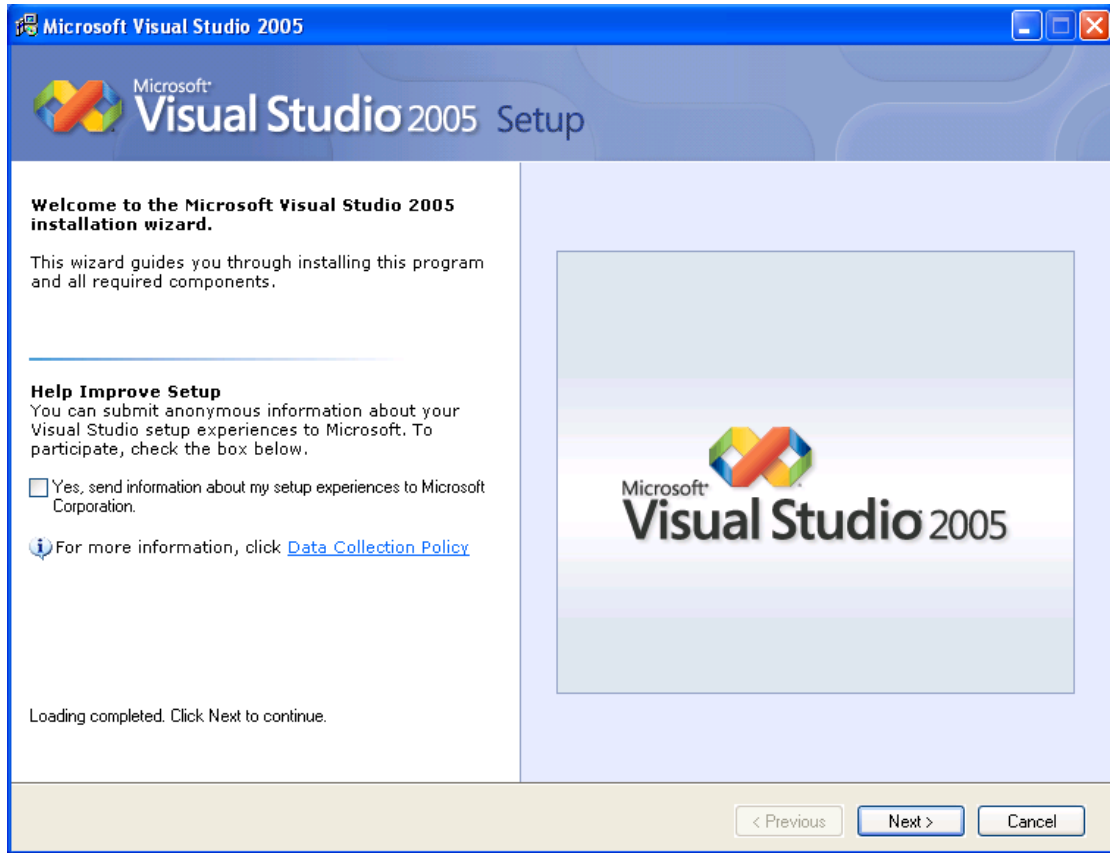 Microsoft Visual Studio 2005
Microsoft
Visual Studio 2005 Setup
Welcome to the Microsoft Visual Studio 2005
installation wizard.
This wizard guides you through installing this program
and all required components.
Help Improve Setup
You can submit anonymous information about your
Visual Studio setup experiences to Microsoft. To
participate, check the box below.
Yes, send information about my setup experiences to Microsoft
Corporation.
For more information, click Data Collection Policy
Loading completed. Click Next to continue.
Microsoft
Visual Studio 2005
< Previous
Next >
Cancel